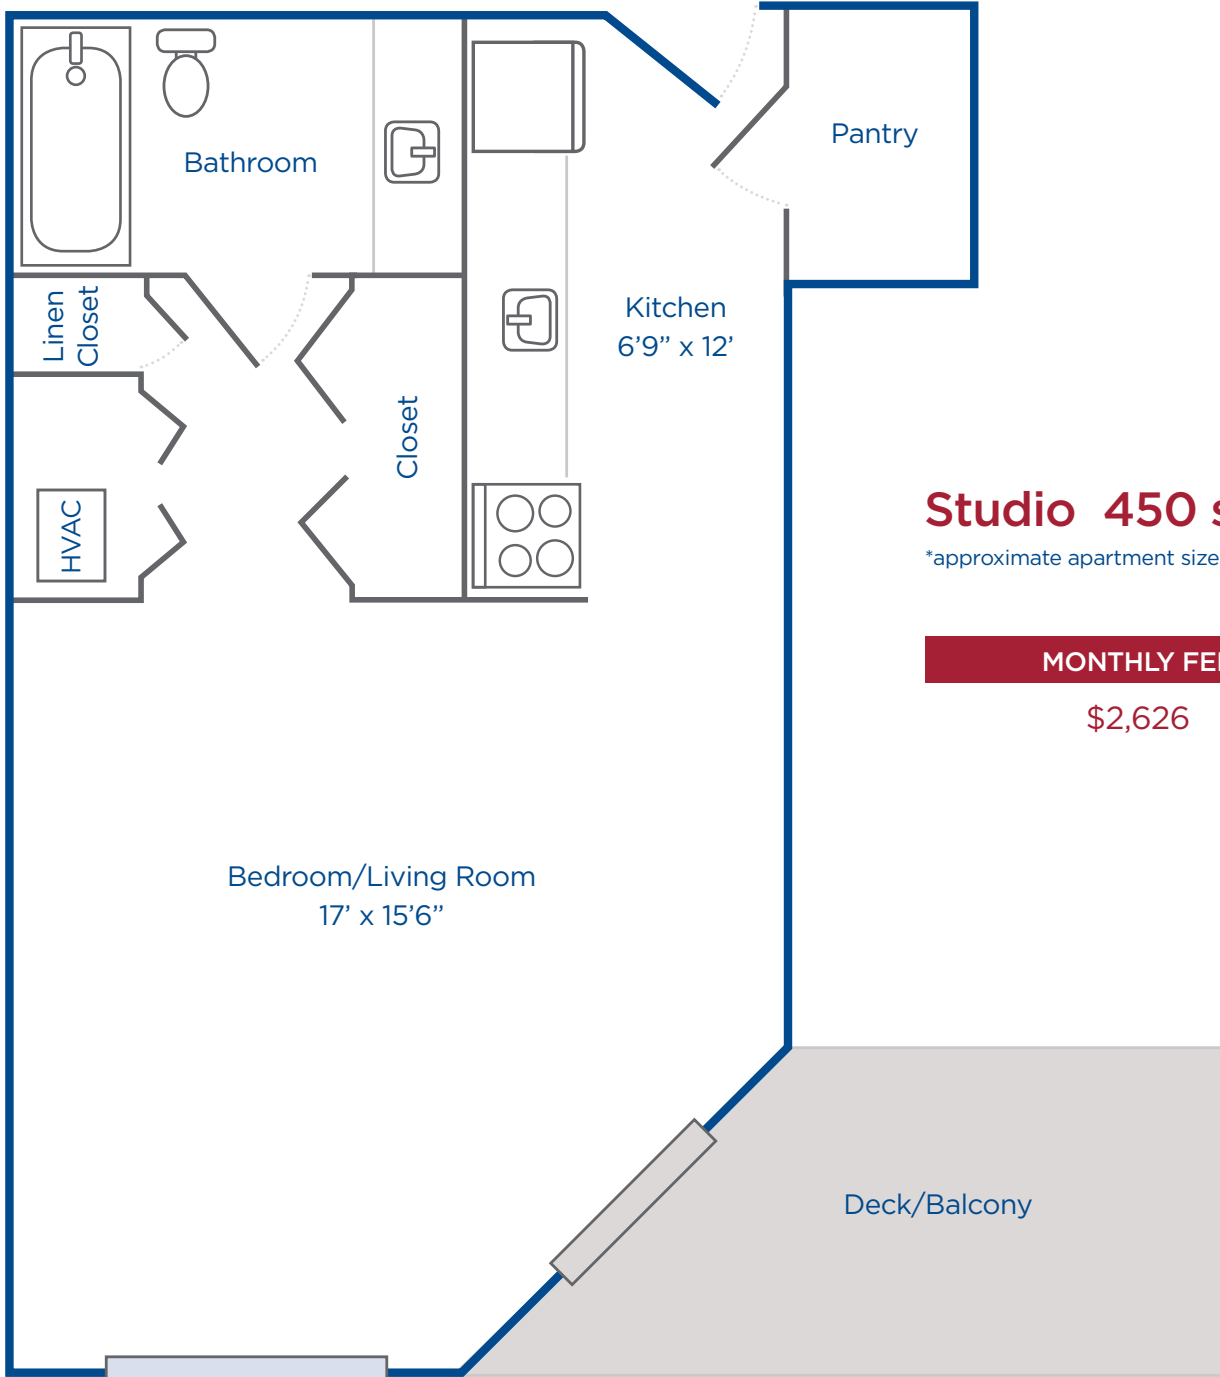 Bathroom
Pantry
Linen
Closet
Kitchen
6’9” x 12’
Closet
HVAC
Studio 450
*approximate apartment size
MONTHLY
$2,626
Bedroom/Living Room
17’ x 15’6”
Deck/Balcony